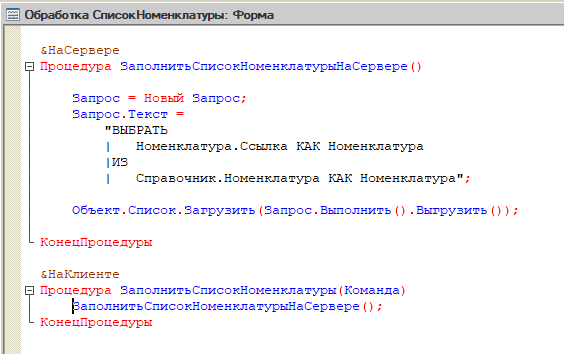 Обработка СписокНоменклатуры: Форма
&НаСервере
Процедура ЗаполнитьСписокНоменклатурыНаСервере()
Запрос = Новый Запрос;
Запрос.Текст =
"ВЫБРАТЬ
|   Номенклатура.Ссылка КАК Номенклатура
|ИЗ
|   Справочник.Номенклатура КАК Номенклатура";
Объект.Список.Загрузить(Запрос.Выполнить().Выгрузить());
КонецПроцедуры
&НаКлиенте
Процедура ЗаполнитьСписокНоменклатуры(Команда)
ЗаполнитьСписокНоменклатурыНаСервере();
КонецПроцедуры